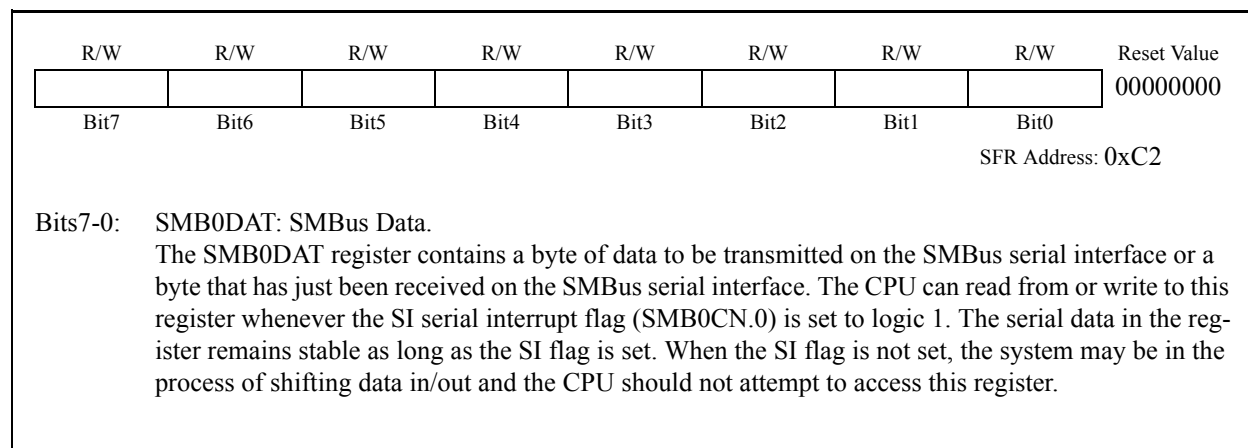 R/W R/W R/W R/W R/W R/W R/W R/W Reset Value
00000000
Bit7 Bit6 Bit5 Bit4 Bit3 Bit2 Bit1 Bit0
SFR Address: 0xC2
Bits7-0: SMB0DAT: SMBus Data.
The SMB0DAT register contains a byte of data to be transmitted on the SMBus serial interface or a
byte that has just been received on the SMBus serial interface. The CPU can read from or write to this
register whenever the SI serial interrupt flag (SMB0CN.0) is set to logic 1. The serial data in the reg-
ister remains stable as long as the SI flag is set. When the SI flag is not set, the system may be in the
process of shifting data in/out and the CPU should not attempt to access this register.